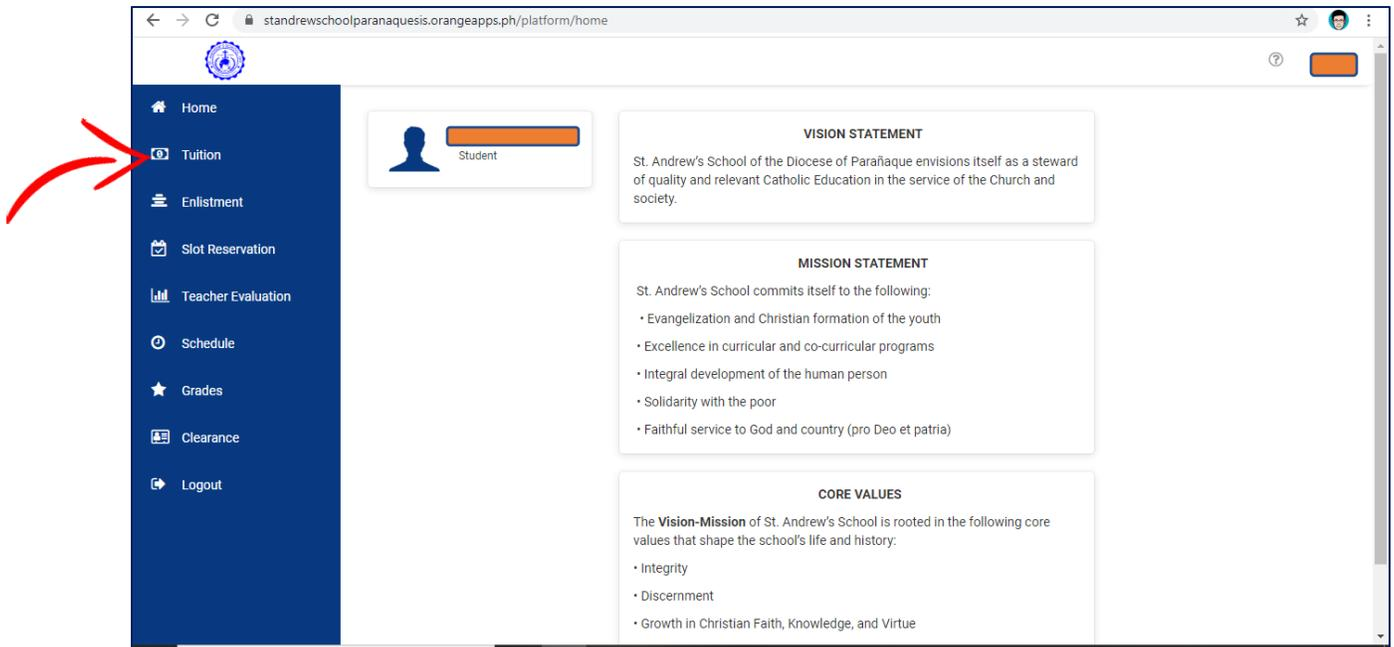 standrewschoolparanaquesis.orangeapps.ph/platform/home
Home
Tuition
Enlistment
Slot Reservation
Teacher Evaluation
Schedule
Grades
Clearance
Logout
Student
VISION STATEMENT
St. Andrew's School of the Diocese of Parañaque envisions itself as a steward
of quality and relevant Catholic Education in the service of the Church and
society.
MISSION STATEMENT
St. Andrew's School commits itself to the following:
• Evangelization and Christian formation of the youth
• Excellence in curricular and co-curricular programs
• Integral development of the human person
• Solidarity with the poor
• Faithful service to God and country (pro Deo et patria)
CORE VALUES
The Vision-Mission of St. Andrew's School is rooted in the following core
values that shape the school's life and history:
• Integrity
• Discernment
• Growth in Christian Faith, Knowledge, and Virtue